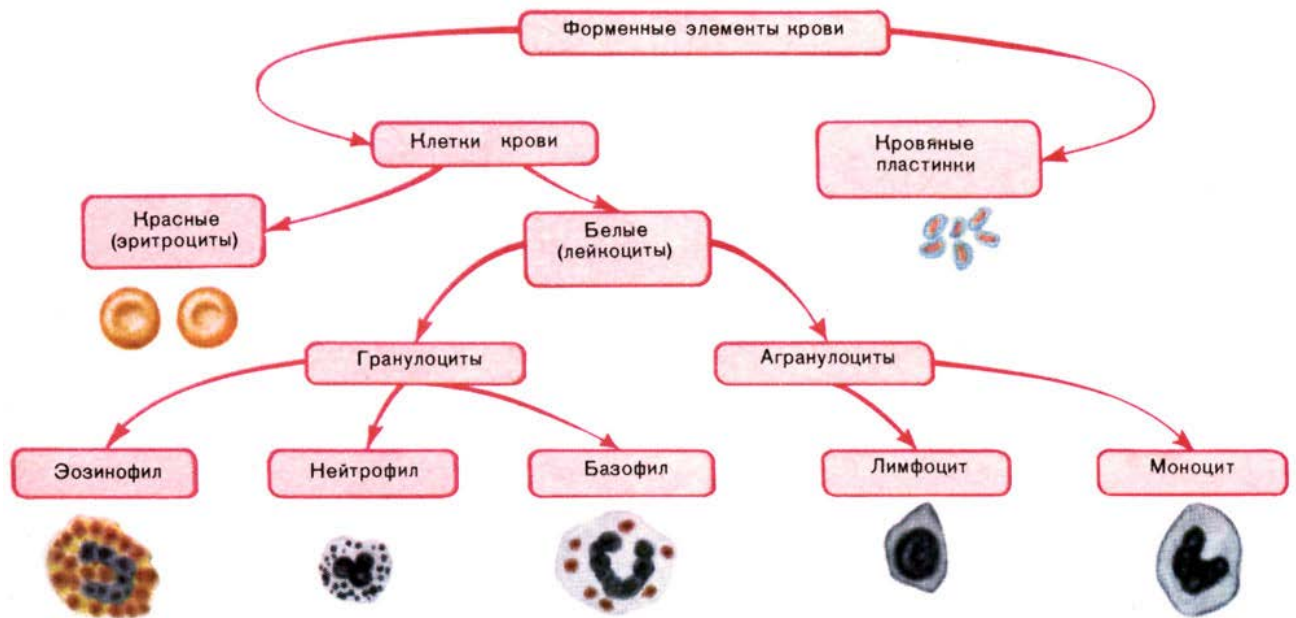 Форменные элементы крови
Клетки крови
Кровяные
пластинки
Красные
(эритроциты)
Белые
(лейкоциты)
Гранулоциты
Агранулоциты
Эозинофил
Нейтрофил
Базофил
Лимфоцит
Моноцит